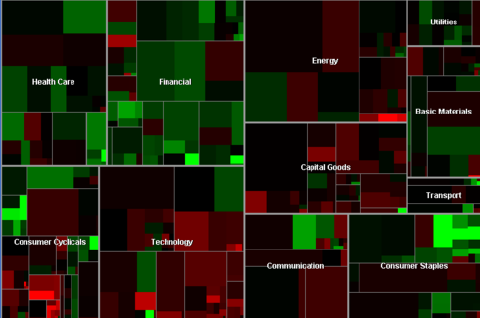 Utilities
Energy
Health Care
Financial
Basic Materials
Capital Goods
Transport
Consumer Cyclicals
Technology
Communication
Consumer Staples